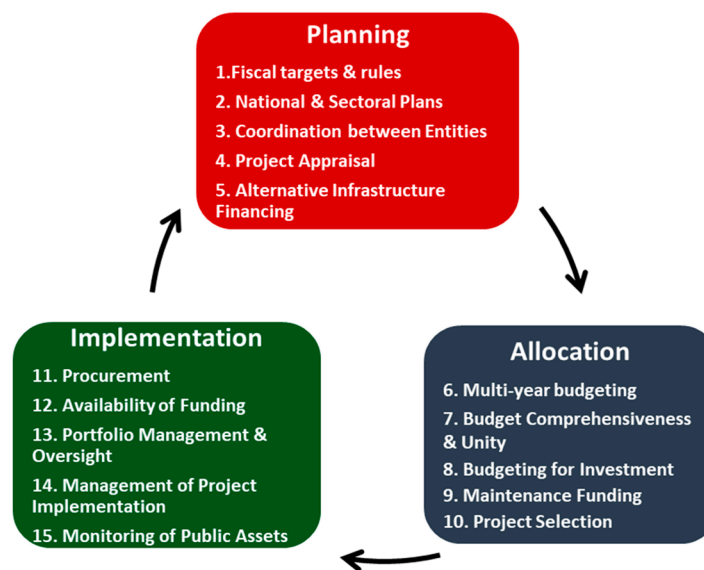 Planning
1.Fiscal targets & rules
2. National & Sectoral Plans
3. Coordination between Entities
4. Project Appraisal
5. Alternative Infrastructure
Financing
Allocation
6. Multi-year budgeting
7. Budget Comprehensiveness
& Unity
8. Budgeting for Investment
9. Maintenance Funding
10. Project Selection
Implementation
11. Procurement
12. Availability of Funding
13. Portfolio Management &
Oversight
14. Management of Project
Implementation
15. Monitoring of Public Assets